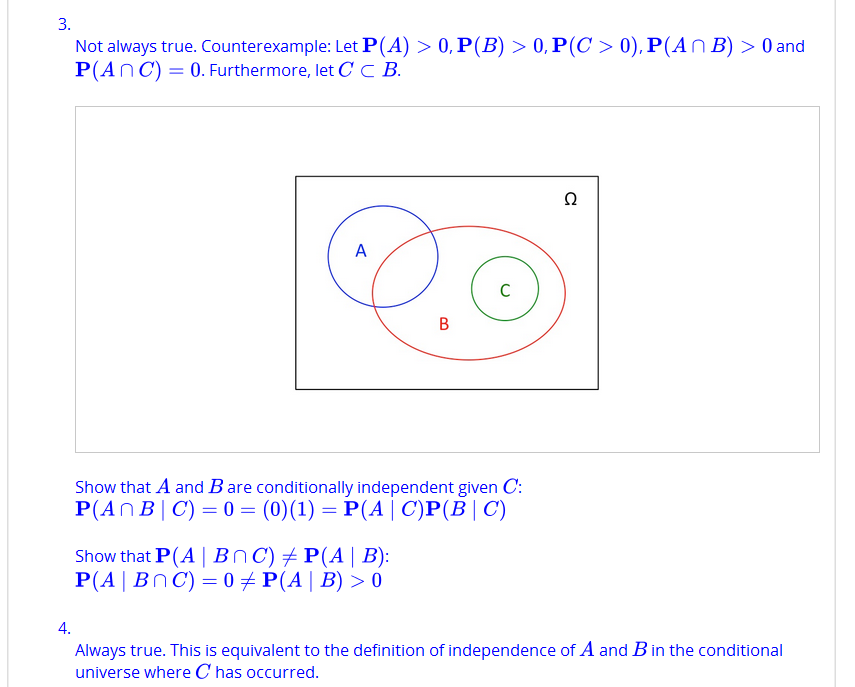 3.
Not always true. Counterexample: Let P(A) > 0, P(B) > 0, P(C > 0), P(A ∩ B) > 0 and
P(A ∩ C) = 0. Furthermore, let C ⊂ B.
Ω
A
C
B
Show that A and B are conditionally independent given C:
P(A ∩ B | C) = 0 = (0)(1) = P(A | C)P(B | C)
Show that P(A | B ∩ C) ≠ P(A | B):
P(A | B ∩ C) = 0 ≠ P(A | B) > 0
4.
Always true. This is equivalent to the definition of independence of A and B in the conditional
universe where C has occurred.